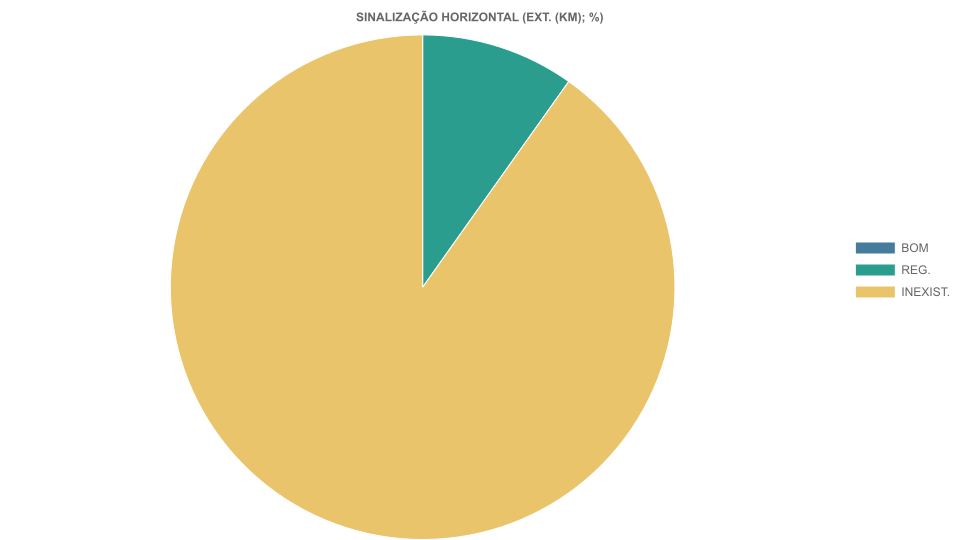 SINALIZAÇÃO HORIZONTAL (EXT. (KM); %)
BOM
REG.
INEXIST.